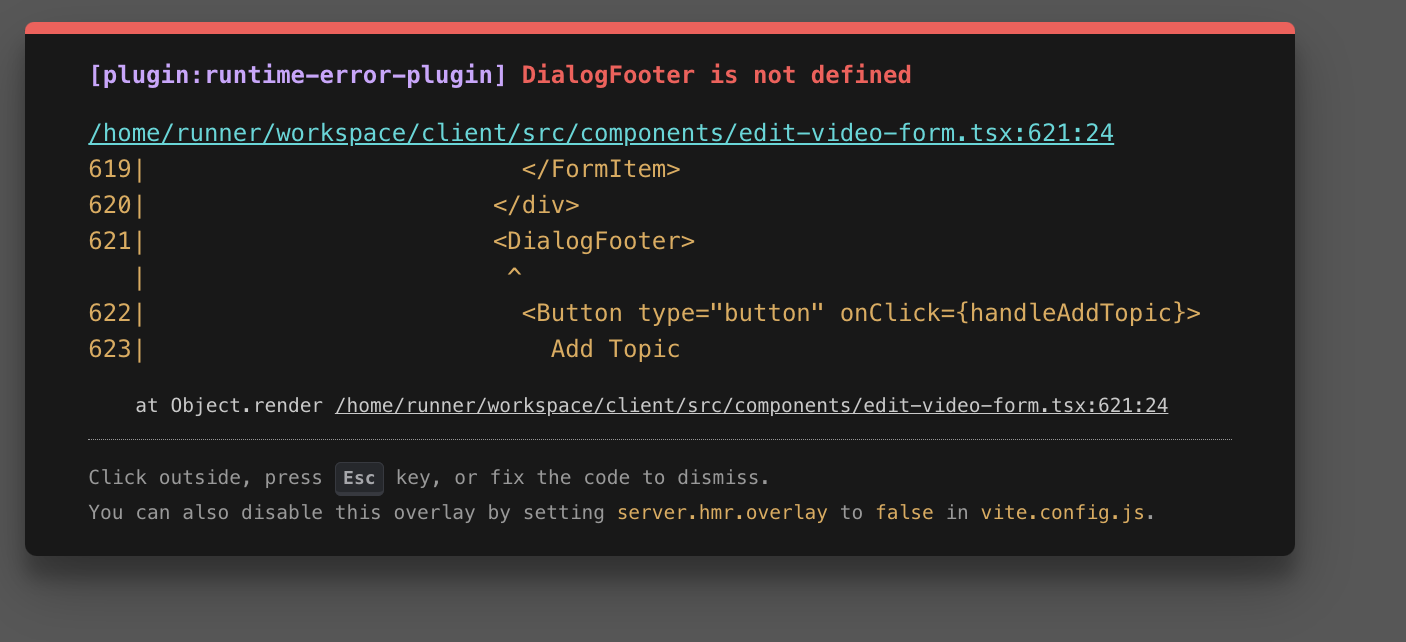 [plugin:runtime-error-plugin] DialogFooter is not defined
/home/runner/workspace/client/src/components/edit-video-form.tsx:621:24
619|                          </FormItem>
620|                        </div>
621|                        <DialogFooter>
   |                         ^
622|                          <Button type="button" onClick={handleAddTopic}>
623|                            Add Topic
at Object.render /home/runner/workspace/client/src/components/edit-video-form.tsx:621:24
Click outside, press Esc key, or fix the code to dismiss.
You can also disable this overlay by setting server.hmr.overlay to false in vite.config.js.